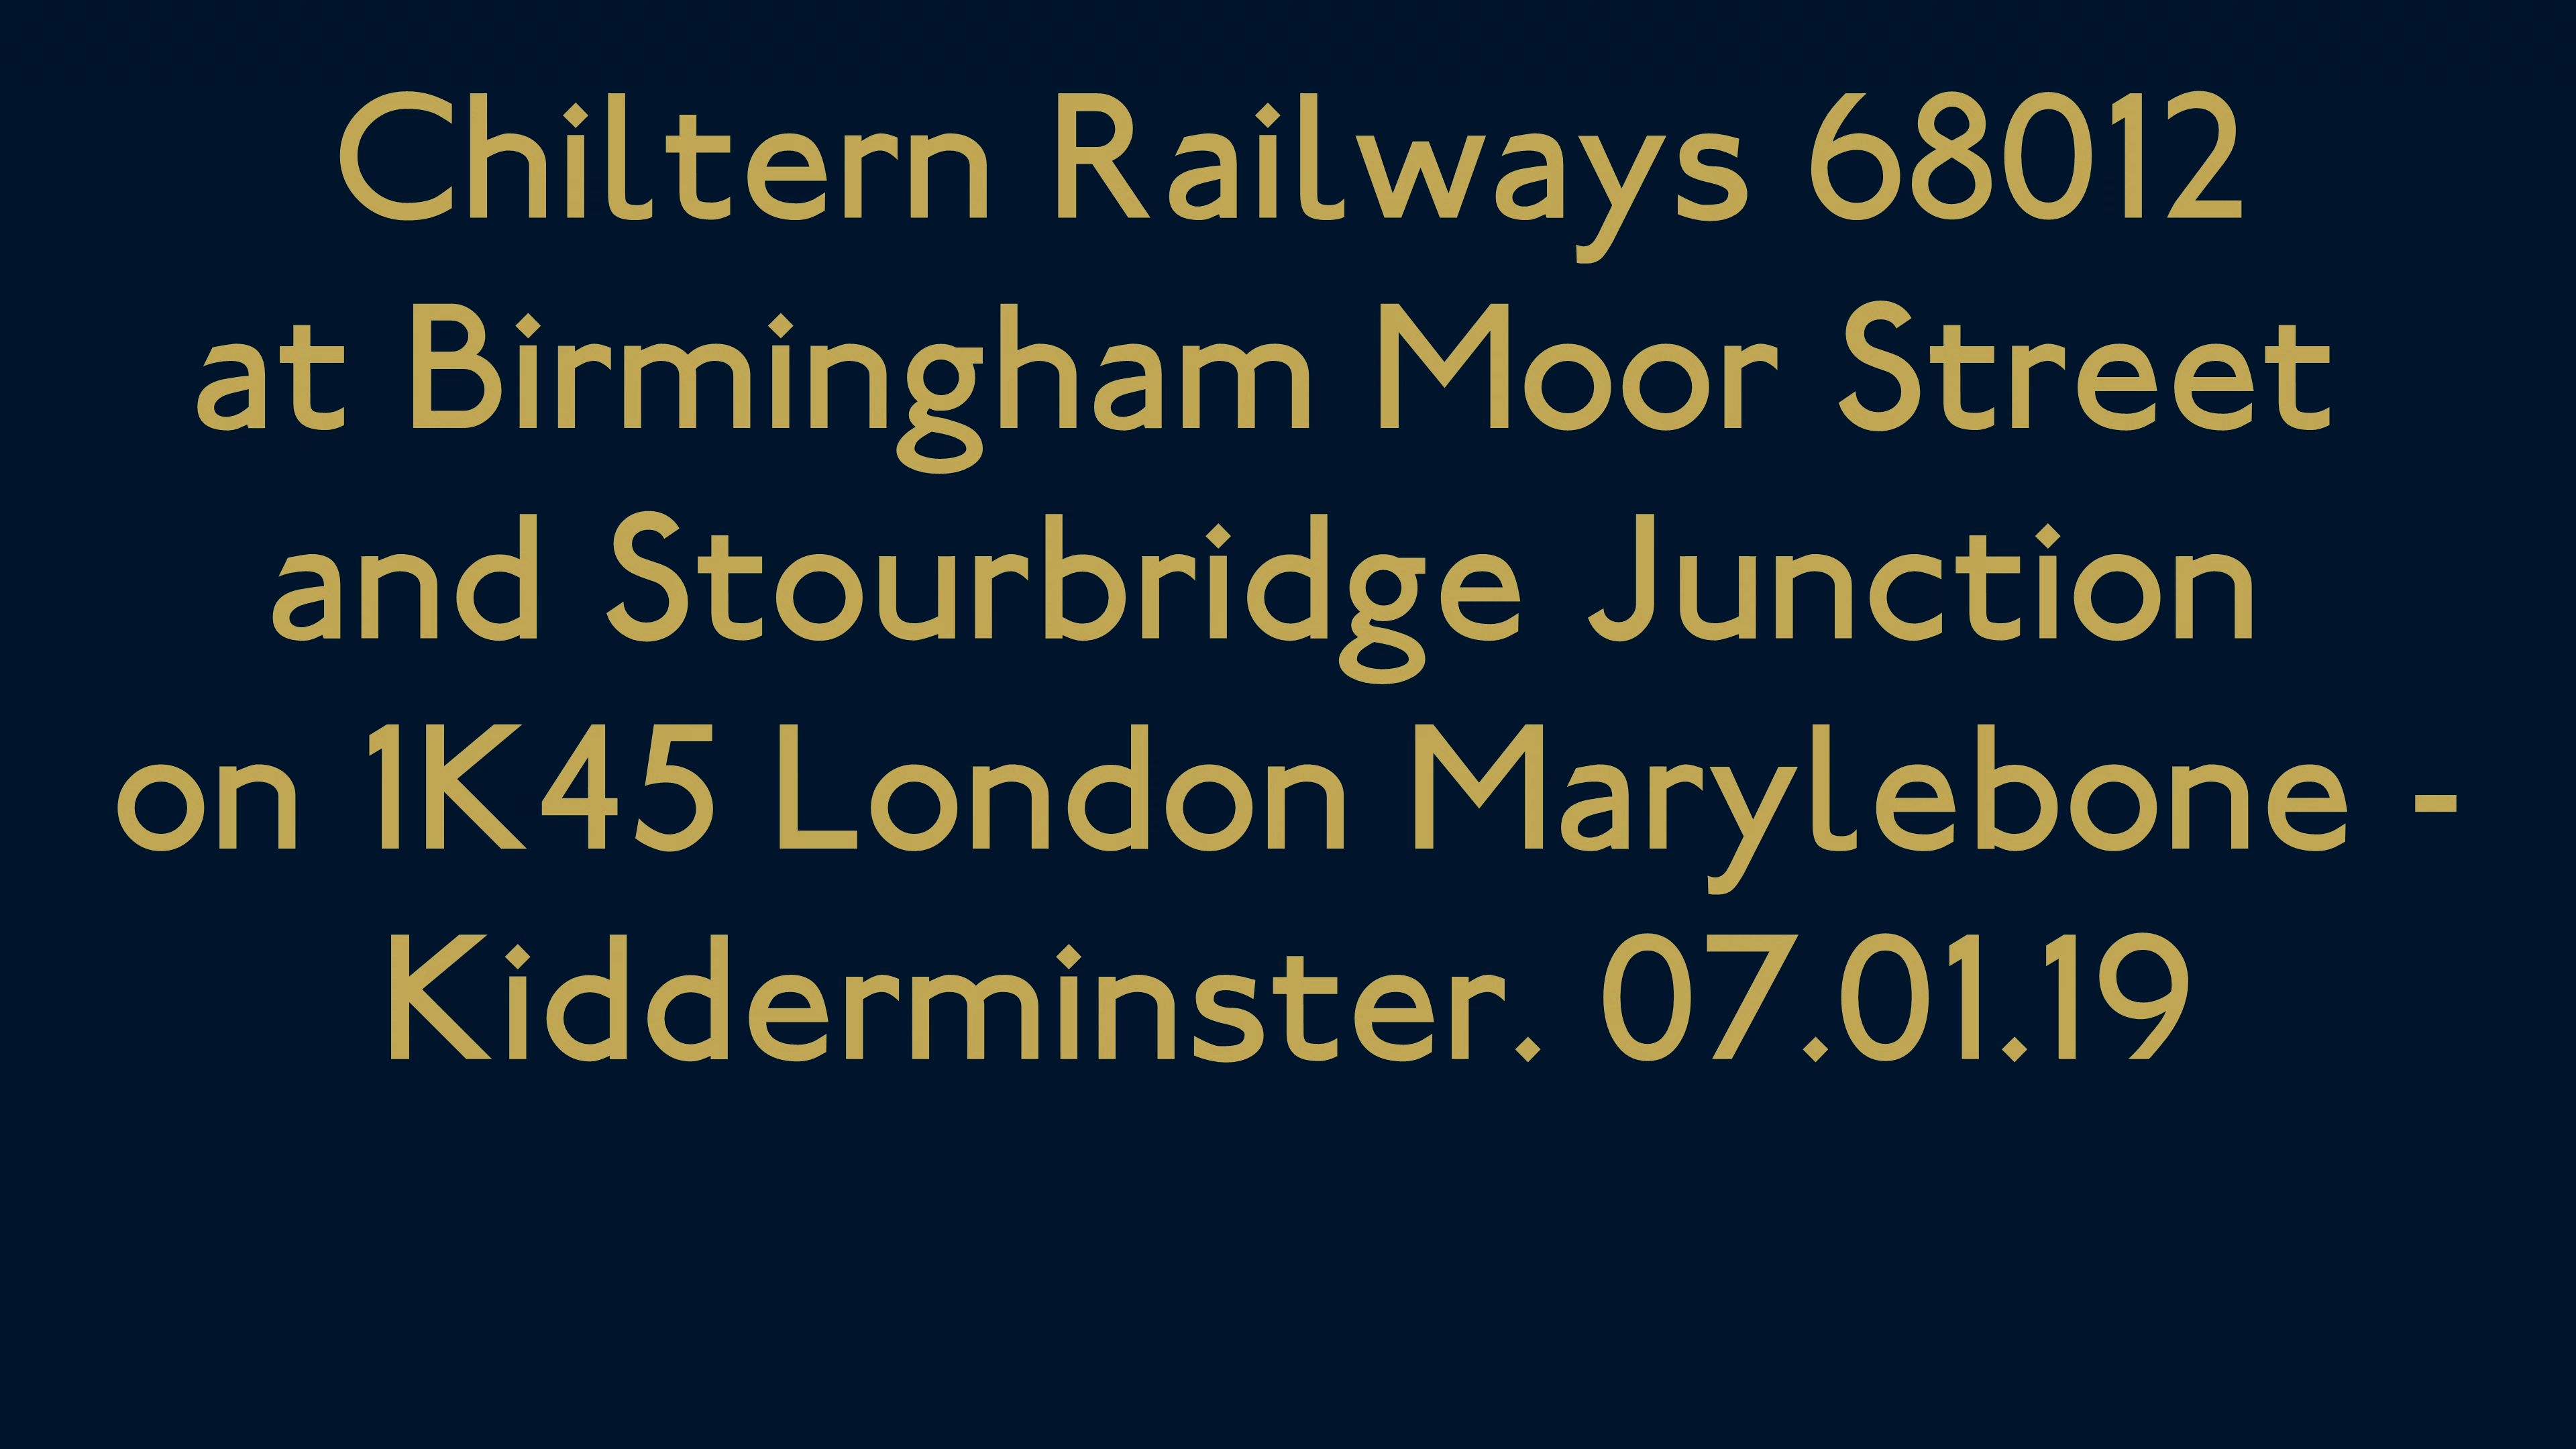 Chiltern Railways 68012
at Birmingham Moor Street
and Stourbridge Junction
on 1K45 London Marylebone -
Kidderminster. 07.01.19